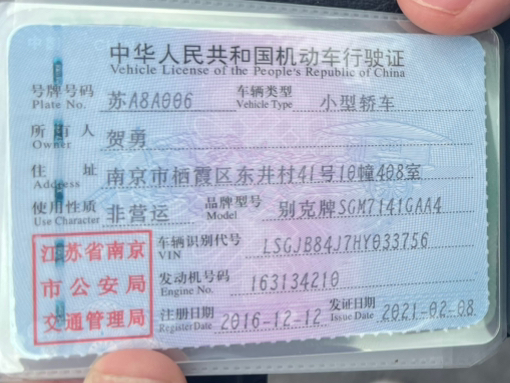 中华人民共和国机动车行驶证
Vehicle License of the People's Republic of China
号牌号码 苏A8A006 车辆类型 小型轿车
Plate No. Vehicle Type
所有人 贺勇
Owner
住址 南京市栖霞区东井村41号10幢408室
Address
使用性质 非营运 品牌型号 别克牌SGM7141GAA4
Use Character Model
江苏省南京市公安局交通管理局
车辆识别代号 LSGJB84J7HY033756
VIN
发动机号码 163134210
Engine No.
注册日期 2016-12-12 发证日期 2021-02-08
Register Date Issue Date